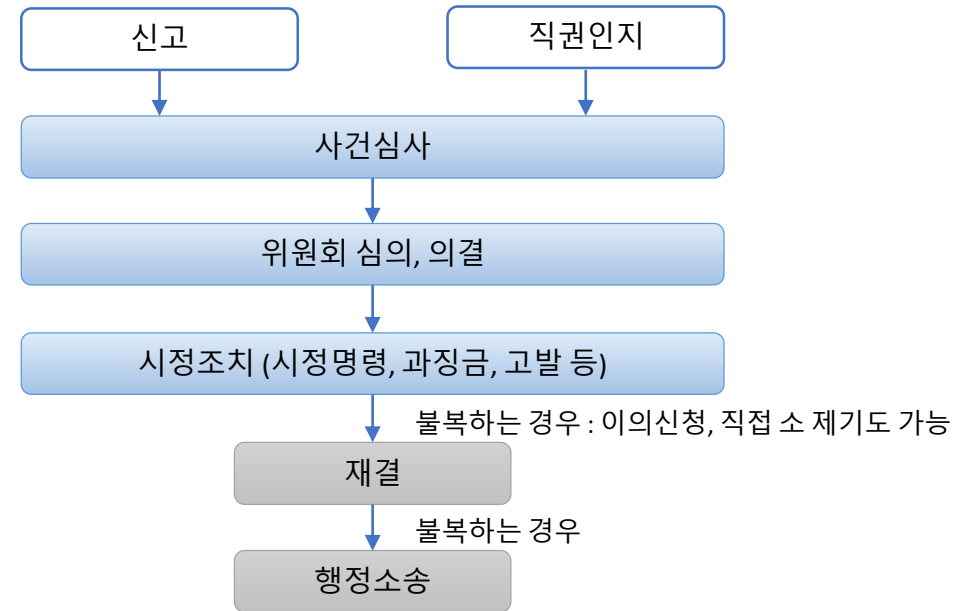 신고
직권인지
사건심사
위원회 심의, 의결
시정조치 (시정명령, 과징금, 고발 등)
불복하는 경우 : 이의신청, 직접 소 제기도 가능
재결
불복하는 경우
행정소송